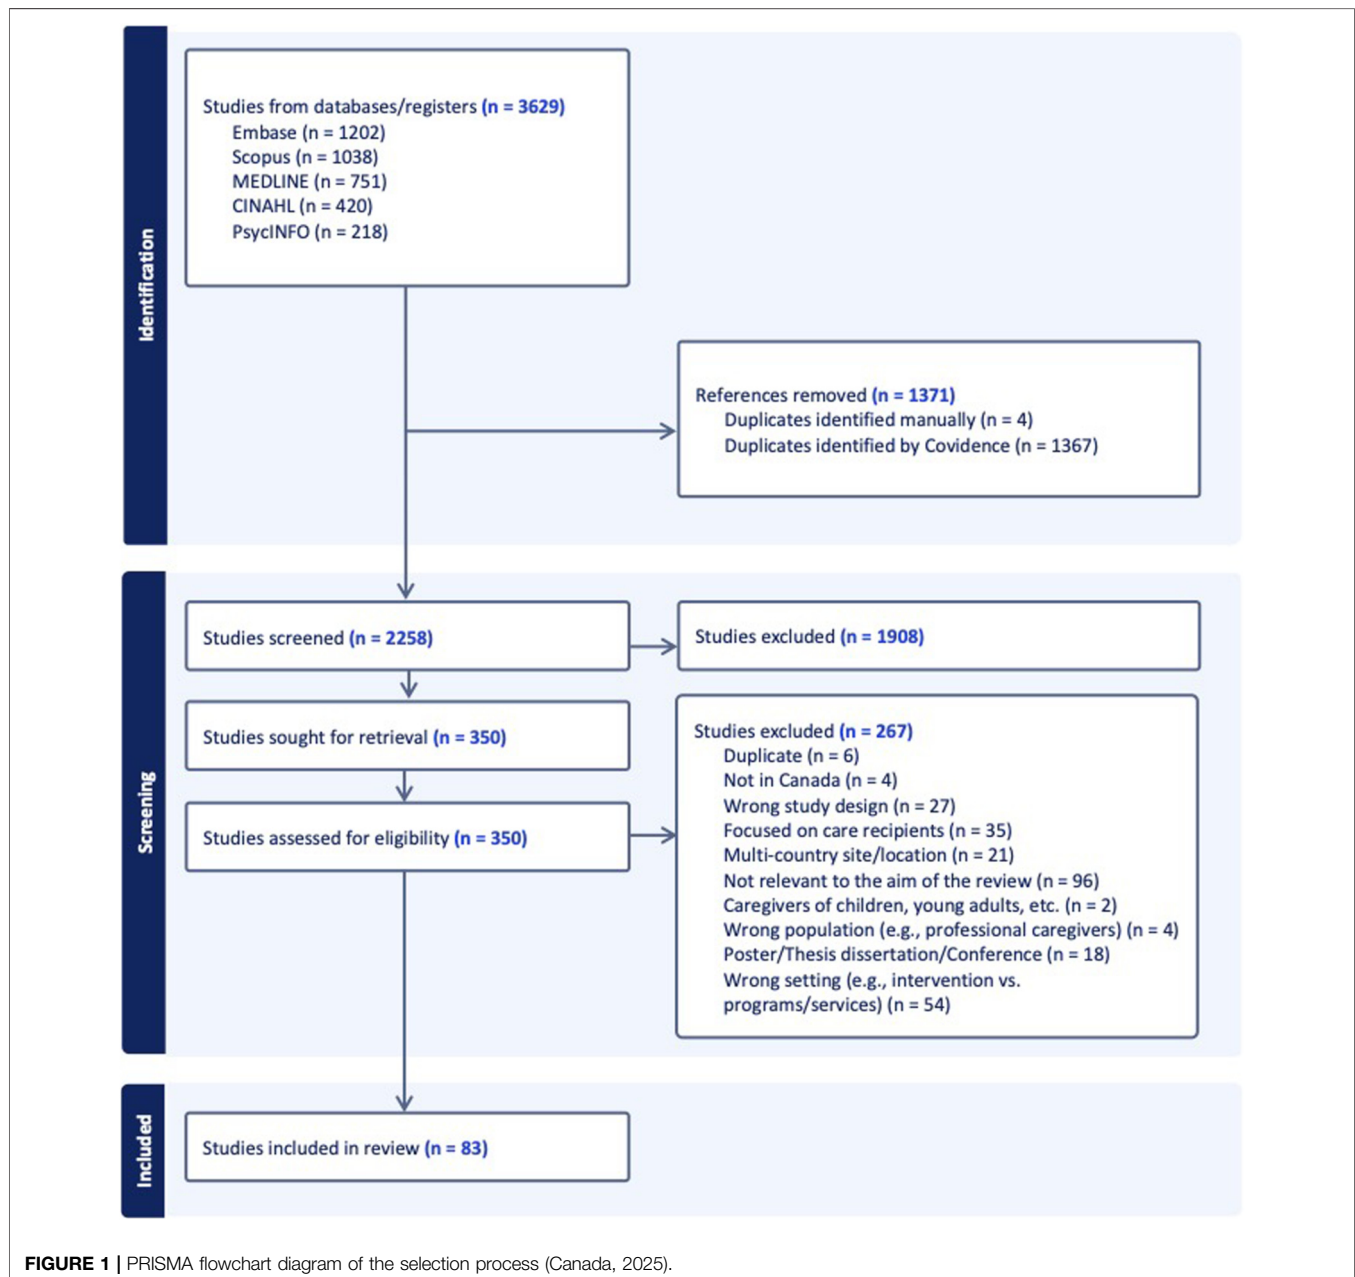 Identification
Studies from databases/registers (n = 3629)
Embase (n = 1202)
Scopus (n = 1038)
MEDLINE (n = 751)
CINAHL (n = 420)
PsycINFO (n = 218)
References removed (n = 1371)
Duplicates identified manually (n = 4)
Duplicates identified by Covidence (n = 1367)
Screening
Studies screened (n = 2258)
Studies excluded (n = 1908)
Studies sought for retrieval (n = 350)
Studies assessed for eligibility (n = 350)
Studies excluded (n = 267)
Duplicate (n = 6)
Not in Canada (n = 4)
Wrong study design (n = 27)
Focused on care recipients (n = 35)
Multi-country site/location (n = 21)
Not relevant to the aim of the review (n = 96)
Caregivers of children, young adults, etc. (n = 2)
Wrong population (e.g., professional caregivers) (n = 4)
Poster/Thesis dissertation/Conference (n = 18)
Wrong setting (e.g., intervention vs.
programs/services) (n = 54)
Included
Studies included in review (n = 83)
FIGURE 1 | PRISMA flowchart diagram of the selection process (Canada, 2025).